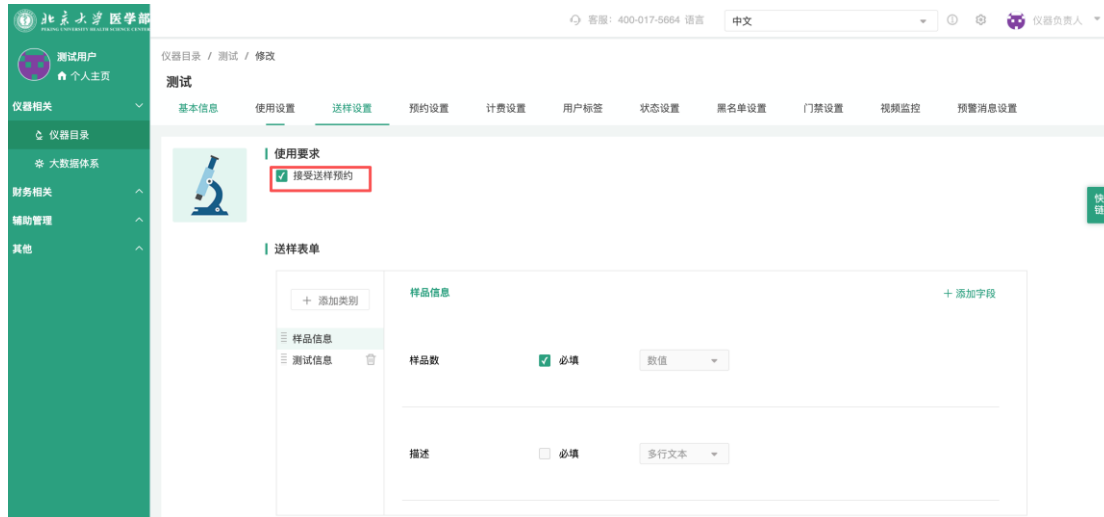 北京大学 医学部
PEKING UNIVERSITY HEALTH SCIENCE CENTER
客服：400-017-5664 语言 中文
仪器负责人
测试用户
个人主页
仪器相关
仪器目录
大数据体系
财务相关
辅助管理
其他
仪器目录 / 测试 / 修改
测试
基本信息 使用设置 送样设置 预约设置 计费设置 用户标签 状态设置 黑名单设置 门禁设置 视频监控 预警消息设置
使用要求
接受送样预约
快
链
送样表单
+ 添加类别
样品信息
测试信息
样品信息 + 添加字段
样品数 必填 数值
描述 必填 多行文本